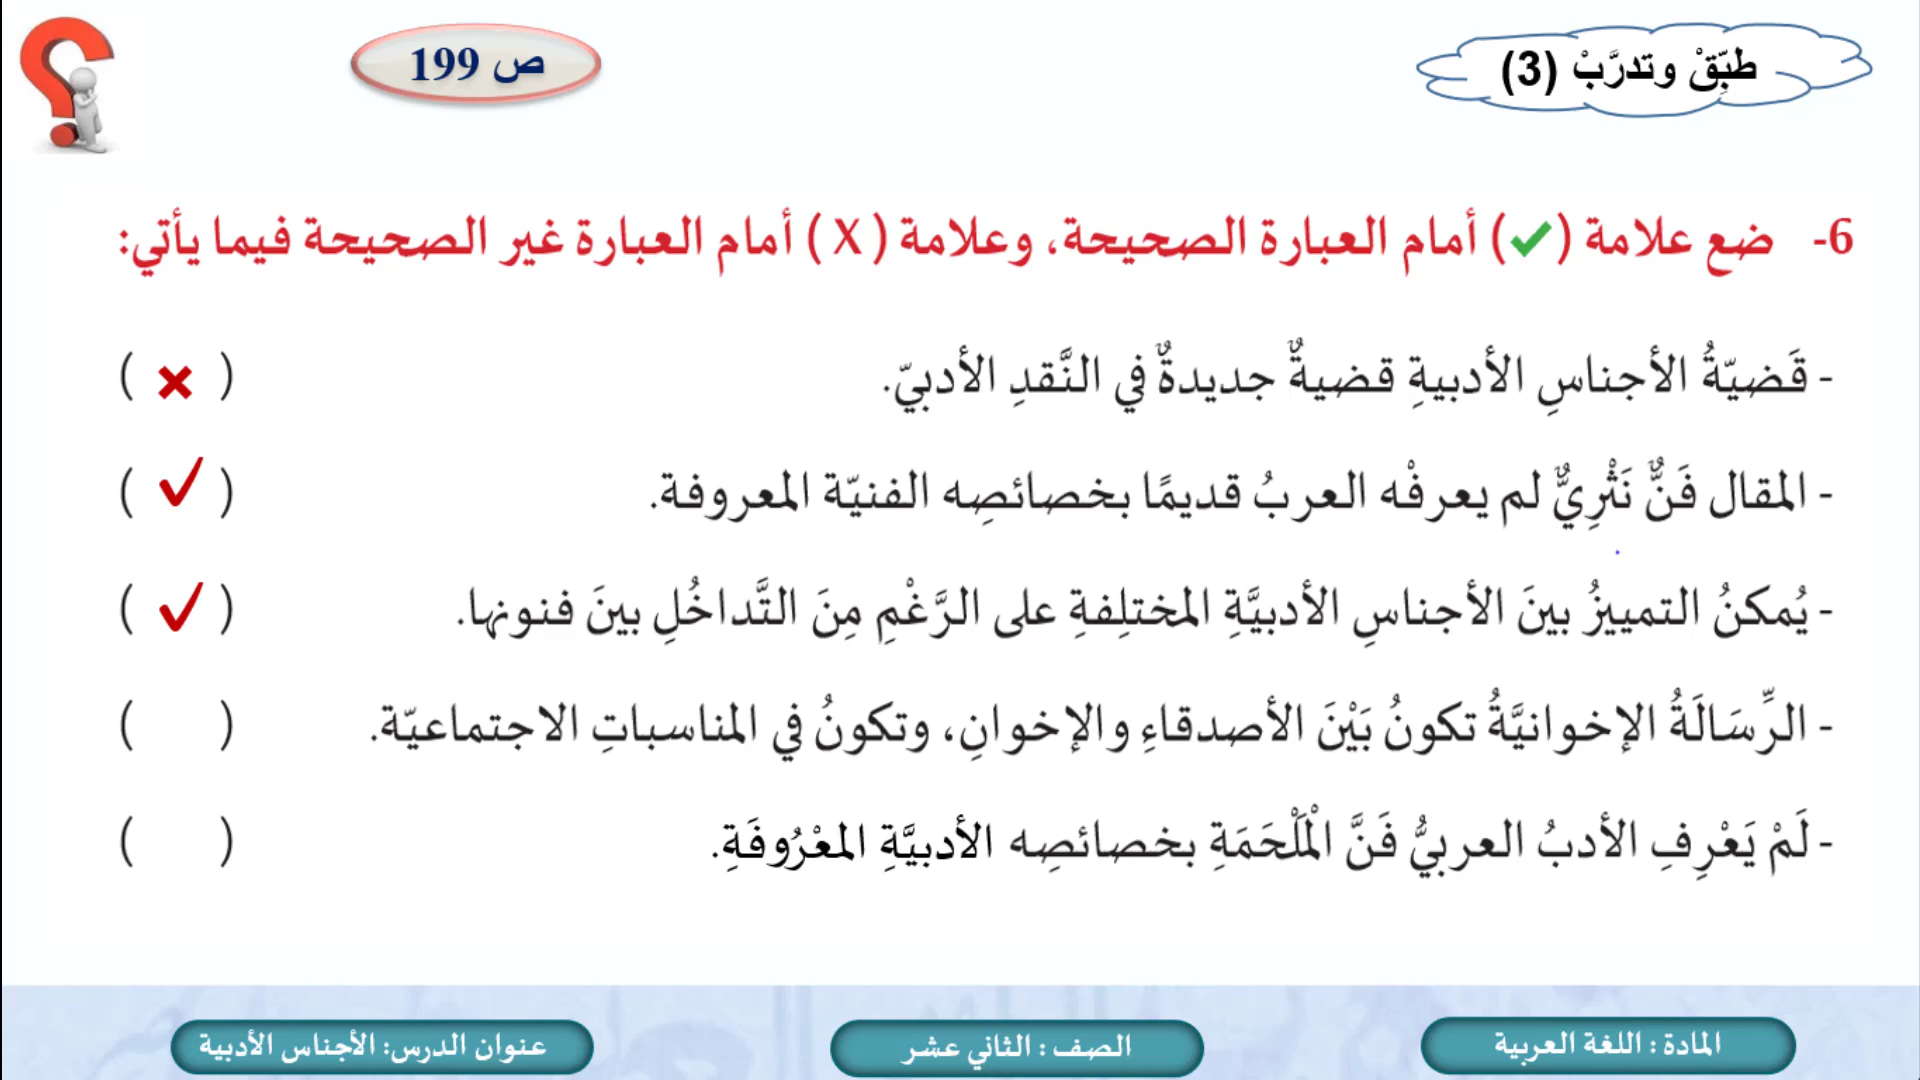 طبِّقْ وتدرَّبْ (3)
ص 199
6- ضع علامة (✓) أمام العبارة الصحيحة، وعلامة (X) أمام العبارة غير الصحيحة فيما يأتي:
- قَضيّةُ الأجناسِ الأدبيةِ قضيةٌ جديدةٌ في النَّقدِ الأدبيّ. (×)
- المقال فَنٌّ نَثْرِيٌّ لم يعرفْه العربُ قديمًا بخصائصِه الفنيّة المعروفة. (✓)
- يُمكنُ التمييزُ بينَ الأجناسِ الأدبيَّةِ المختلِفةِ على الرَّغْمِ مِنَ التَّداخُلِ بينَ فنونها. (✓)
- الرِّسَالَةُ الإخوانيَّةُ تكونُ بَيْنَ الأصدقاءِ والإخوانِ، وتكونُ في المناسباتِ الاجتماعيّة. ( )
- لَمْ يَعْرِفِ الأدبُ العربيُّ فَنَّ الْمَلْحَمَةِ بخصائصِه الأدبيَّةِ المعْرُوفَةِ. ( )
المادة : اللغة العربية
الصف : الثاني عشر
عنوان الدرس: الأجناس الأدبية